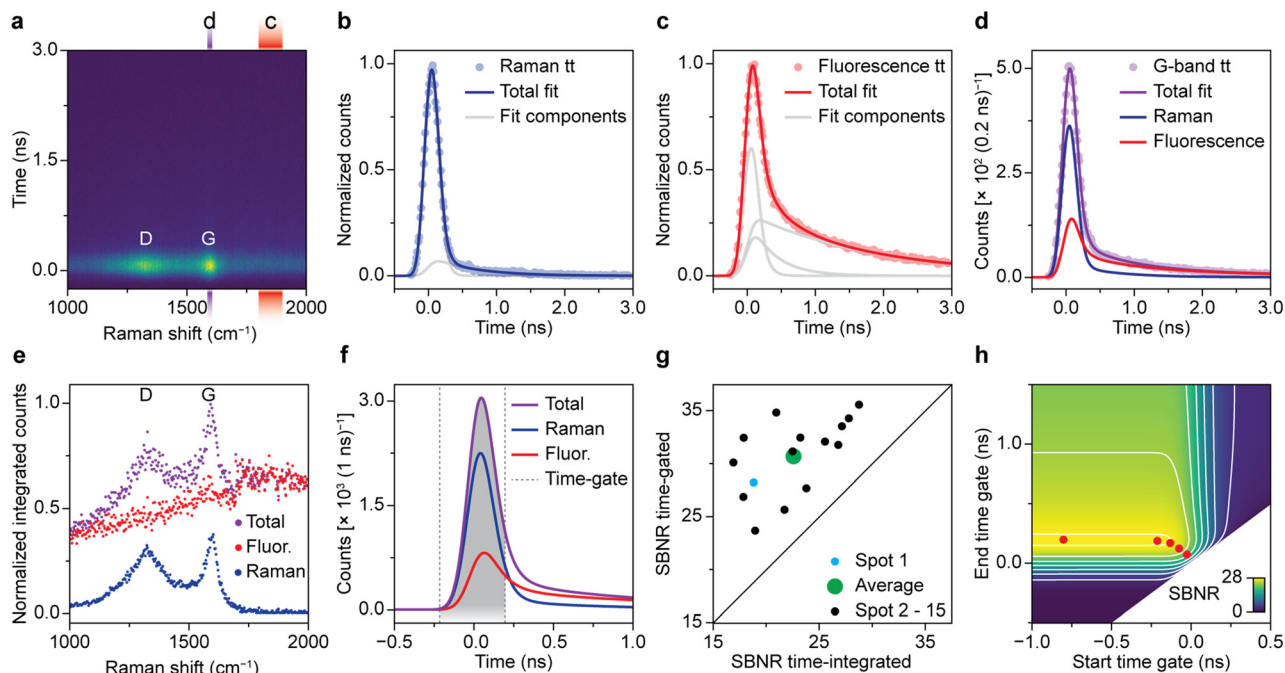 a
d
c
3.0
1.5
0.0
Time (ns)
D
G
1000
1500
2000
Raman shift (cm⁻¹)
b
1.0
0.5
0.0
Normalized counts
Raman tt
Total fit
Fit components
0.0
1.0
2.0
3.0
Time (ns)
c
1.0
0.5
0.0
Normalized counts
Fluorescence tt
Total fit
Fit components
0.0
1.0
2.0
3.0
Time (ns)
d
5.0
2.5
0.0
Counts [× 10² (0.2 ns)⁻¹]
G-band tt
Total fit
Raman
Fluorescence
0.0
1.0
2.0
3.0
Time (ns)
e
1.0
0.5
0.0
Normalized integrated counts
D
G
Total
Fluor.
Raman
1000
1500
2000
Raman shift (cm⁻¹)
f
3.0
1.5
0.0
Counts [× 10³ (1 ns)⁻¹]
Total
Raman
Fluor.
Time-gate
−0.5
0.0
0.5
1.0
Time (ns)
g
35
25
15
SBNR time-gated
Spot 1
Average
Spot 2 - 15
15
25
35
SBNR time-integrated
h
1.0
0.0
End time gate (ns)
28
0
SBNR
−1.0
−0.5
0.0
0.5
Start time gate (ns)